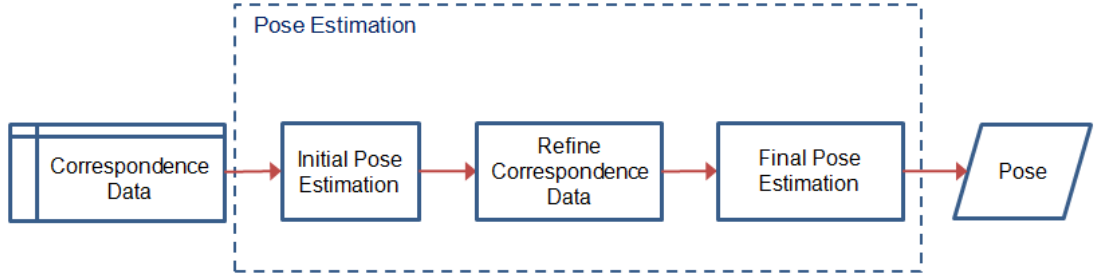 Pose Estimation
Correspondence
Data
Initial Pose
Estimation
Refine
Correspondence
Data
Final Pose
Estimation
Pose